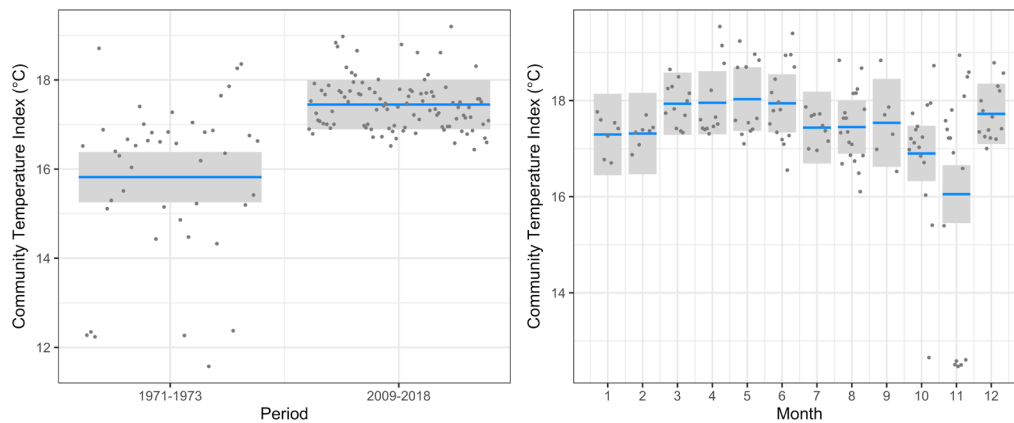 Community Temperature Index (°C)
18
16
14
12
1971-1973
2009-2018
Period
Community Temperature Index (°C)
18
16
14
1 2 3 4 5 6 7 8 9 10 11 12
Month